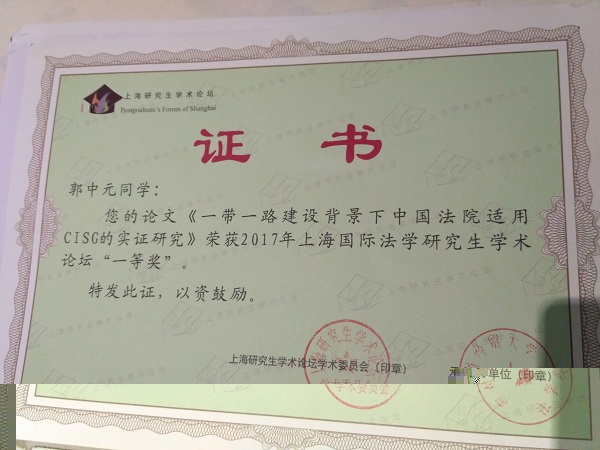 上海研究生学术论坛
Postgraduate's Forum of Shanghai
证 书
郭中元同学：
您的论文《一带一路建设背景下中国法院适用
CISG的实证研究》荣获2017年上海国际法学研究生学术
论坛“一等奖”。
特发此证，以资鼓励。
上海研究生学术论坛学术委员会（印章）
承 单位（印章）